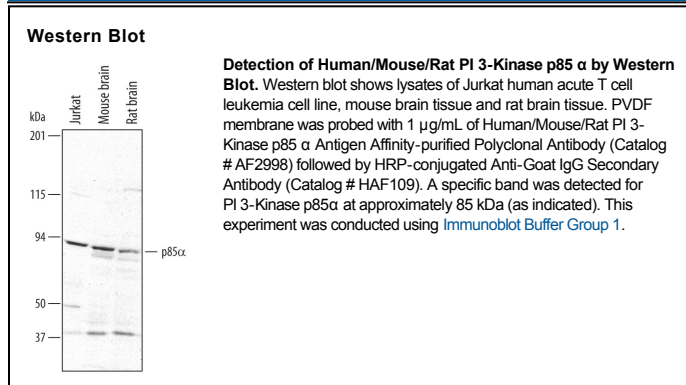 Western Blot
Jurkat
Mouse brain
Rat brain
kDa
201
115
94
p85α
50
37
Detection of Human/Mouse/Rat PI 3-Kinase p85 α by Western
Blot. Western blot shows lysates of Jurkat human acute T cell
leukemia cell line, mouse brain tissue and rat brain tissue. PVDF
membrane was probed with 1 µg/mL of Human/Mouse/Rat PI 3-
Kinase p85 α Antigen Affinity-purified Polyclonal Antibody (Catalog
# AF2998) followed by HRP-conjugated Anti-Goat IgG Secondary
Antibody (Catalog # HAF109). A specific band was detected for
PI 3-Kinase p85α at approximately 85 kDa (as indicated). This
experiment was conducted using Immunoblot Buffer Group 1.